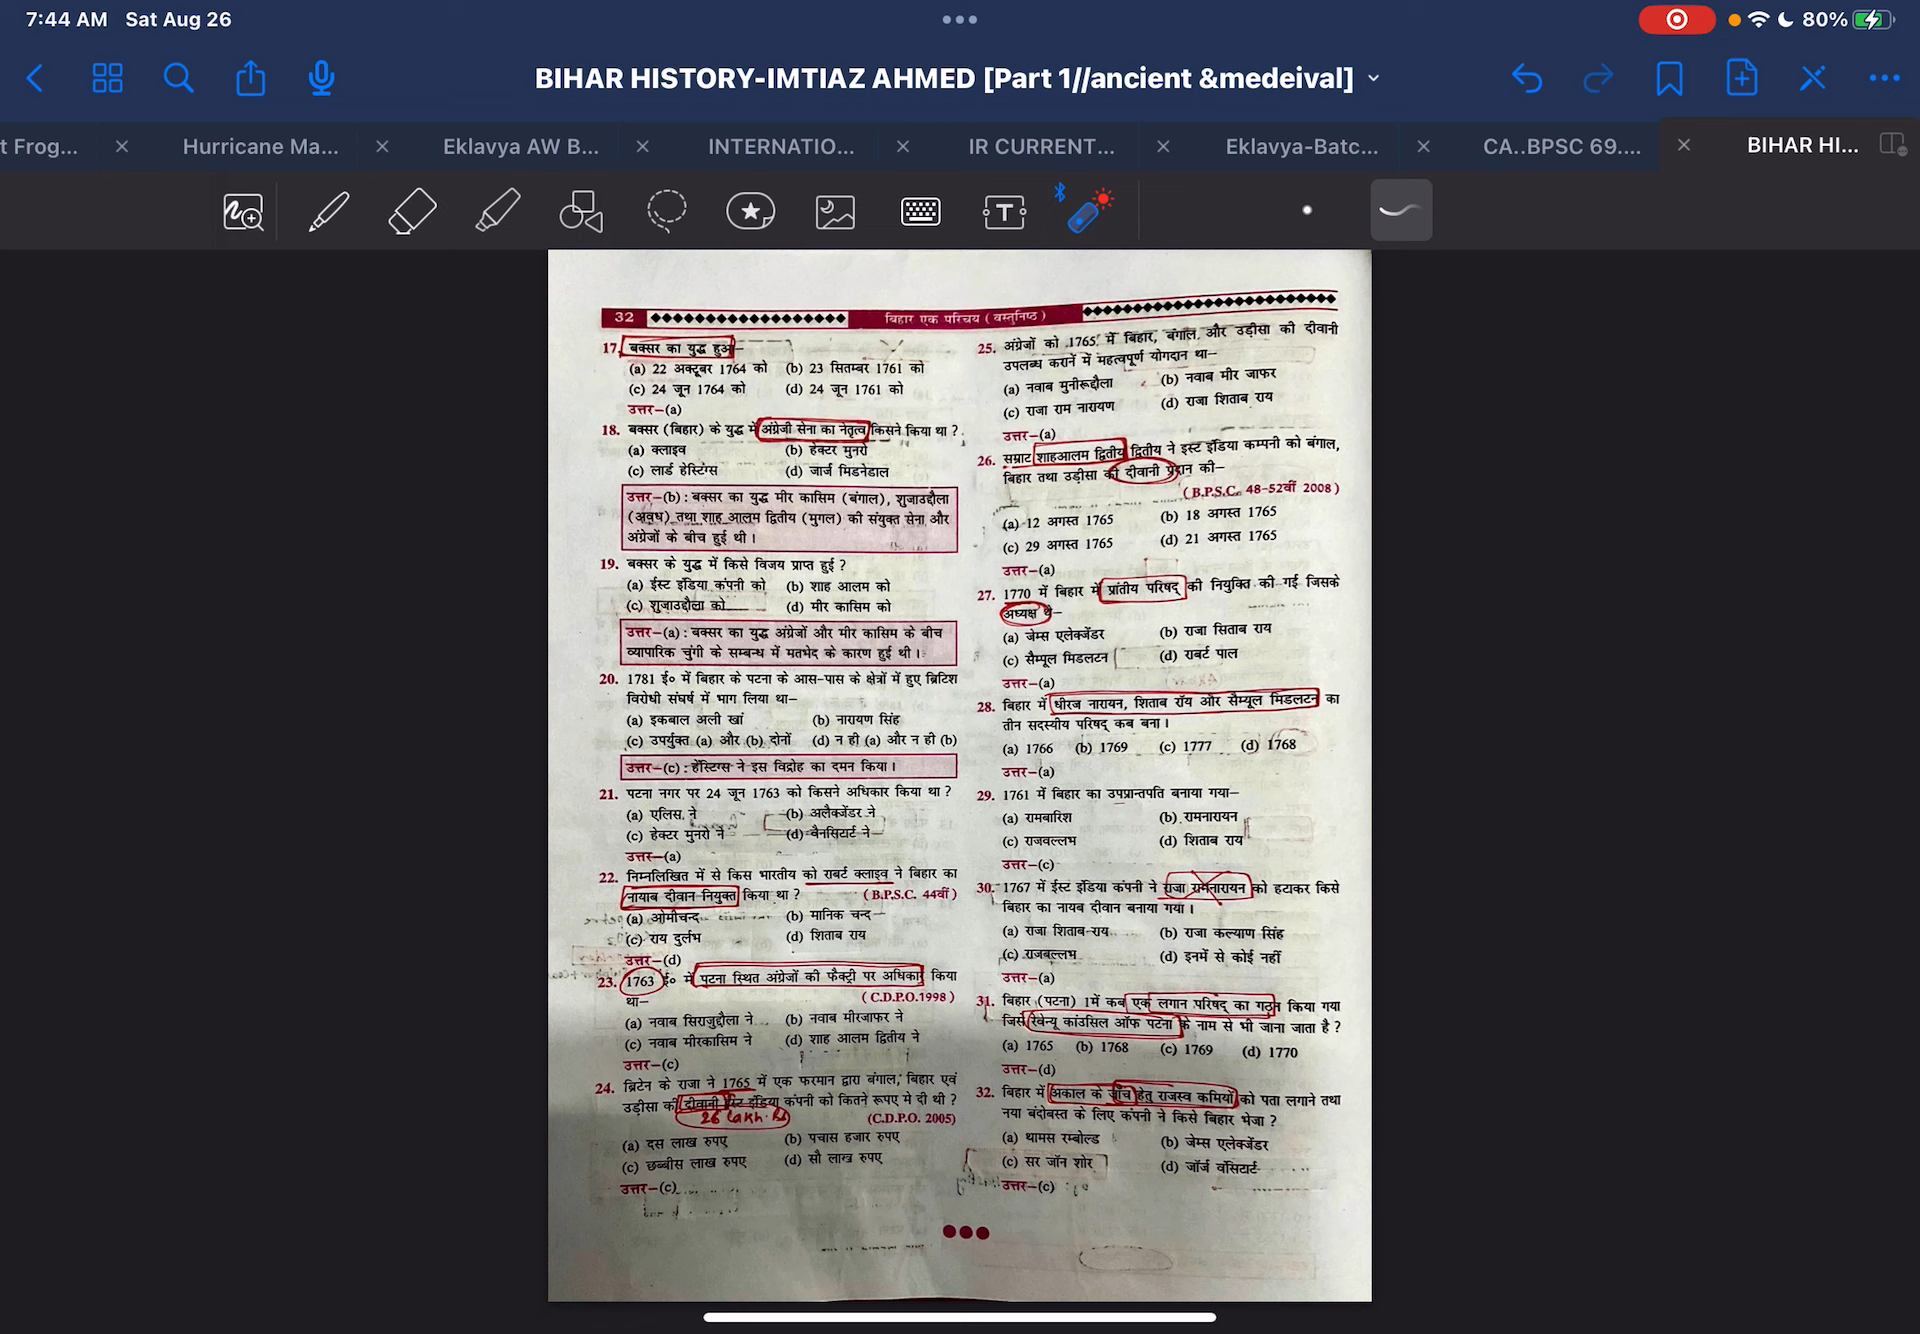 7:44 AM Sat Aug 26
80%
BIHAR HISTORY-IMTIAZ AHMED [Part 1//ancient &medeival]
t Frog...
Hurricane Ma...
Eklavya AW B...
INTERNATIO...
IR CURRENT...
Eklavya-Batc...
CA..BPSC 69....
BIHAR HI...
32
बिहार एक परिचय ( वस्तुनिष्ठ )
17. बक्सर का युद्ध हुआ–
(a) 22 अक्टूबर 1764 को (b) 23 सितम्बर 1761 को
(c) 24 जून 1764 को (d) 24 जून 1761 को
उत्तर–(a)
18. बक्सर (बिहार) के युद्ध में अंग्रेजी सेना का नेतृत्व किसने किया था ?
(a) क्लाइव (b) हेक्टर मुनरो
(c) लार्ड हेस्टिंग्स (d) जार्ज मिडनेडाल
उत्तर–(b) : बक्सर का युद्ध मीर कासिम (बंगाल), शुजाउद्दौला
(अवध) तथा शाह आलम द्वितीय (मुगल) की संयुक्त सेना और
अंग्रेजों के बीच हुई थी ।
19. बक्सर के युद्ध में किसे विजय प्राप्त हुई ?
(a) ईस्ट इंडिया कंपनी को (b) शाह आलम को
(c) शुजाउद्दौला को (d) मीर कासिम को
उत्तर–(a) : बक्सर का युद्ध अंग्रेजों और मीर कासिम के बीच
व्यापारिक चुंगी के सम्बन्ध में मतभेद के कारण हुई थी ।
20. 1781 ई० में बिहार के पटना के आस-पास के क्षेत्रों में हुए ब्रिटिश
विरोधी संघर्ष में भाग लिया था–
(a) इकबाल अली खां (b) नारायण सिंह
(c) उपर्युक्त (a) और (b) दोनों (d) न ही (a) और न ही (b)
उत्तर–(c) : हेस्टिंग्स ने इस विद्रोह का दमन किया ।
21. पटना नगर पर 24 जून 1763 को किसने अधिकार किया था ?
(a) एलिस ने (b) अलैक्जेंडर ने
(c) हेक्टर मुनरो ने (d) वैनसिटार्ट ने
उत्तर–(a)
22. निम्नलिखित में से किस भारतीय को राबर्ट क्लाइव ने बिहार का
नायाब दीवान नियुक्त किया था ? ( B.P.S.C. 44वीं )
(a) ओमीचन्द (b) मानिक चन्द
(c) राय दुर्लभ (d) शिताब राय
उत्तर–(d)
23. 1763 ई० में पटना स्थित अंग्रेजों की फैक्ट्री पर अधिकार किया
था– ( C.D.P.O.1998 )
(a) नवाब सिराजुद्दौला ने (b) नवाब मीरजाफर ने
(c) नवाब मीरकासिम ने (d) शाह आलम द्वितीय ने
उत्तर–(c)
24. ब्रिटेन के राजा ने 1765 में एक फरमान द्वारा बंगाल, बिहार एवं
उड़ीसा की दीवानी ईस्ट इंडिया कंपनी को कितने रूपए मे दी थी ?
26 Lakh. Rs (C.D.P.O. 2005)
(a) दस लाख रुपए (b) पचास हजार रुपए
(c) छब्बीस लाख रुपए (d) सौ लाख रुपए
उत्तर–(c)
25. अंग्रेजों को 1765 में बिहार, बंगाल और उड़ीसा की दीवानी
उपलब्ध कराने में महत्वपूर्ण योगदान था–
(a) नवाब मुनीरूद्दौला (b) नवाब मीर जाफर
(c) राजा राम नारायण (d) राजा शिताब राय
उत्तर–(a)
26. सम्राट शाहआलम द्वितीय द्वितीय ने इस्ट इंडिया कम्पनी को बंगाल,
बिहार तथा उड़ीसा की दीवानी प्रदान की–
( B.P.S.C. 48-52वीं 2008 )
(a) 12 अगस्त 1765 (b) 18 अगस्त 1765
(c) 29 अगस्त 1765 (d) 21 अगस्त 1765
उत्तर–(a)
27. 1770 में बिहार में प्रांतीय परिषद् की नियुक्ति की गई जिसके
अध्यक्ष थे–
(a) जेम्स एलेक्जेंडर (b) राजा सिताब राय
(c) सैम्पूल मिडलटन (d) राबर्ट पाल
उत्तर–(a)
28. बिहार में धीरज नारायन, शिताब रॉय और सैम्यूल मिडलटन का
तीन सदस्यीय परिषद् कब बना ।
(a) 1766 (b) 1769 (c) 1777 (d) 1768
उत्तर–(a)
29. 1761 में बिहार का उपप्रान्तपति बनाया गया–
(a) रामबारिश (b) रामनारायन
(c) राजवल्लभ (d) शिताब राय
उत्तर–(c)
30. 1767 में ईस्ट इंडिया कंपनी ने राजा रामनारायन को हटाकर किसे
बिहार का नायब दीवान बनाया गया ।
(a) राजा शिताब राय (b) राजा कल्याण सिंह
(c) राजबल्लभ (d) इनमें से कोई नहीं
उत्तर–(a)
31. बिहार (पटना) 1में कब एक लगान परिषद् का गठन किया गया
जिसे रेवेन्यू कांउसिल ऑफ पटना के नाम से भी जाना जाता है ?
(a) 1765 (b) 1768 (c) 1769 (d) 1770
उत्तर–(d)
32. बिहार में अकाल के जाँच हेतु राजस्व कमियों को पता लगाने तथा
नया बंदोबस्त के लिए कंपनी ने किसे बिहार भेजा ?
(a) थामस रम्बोल्ड (b) जेम्स एलेक्जेंडर
(c) सर जॉन शोर (d) जॉर्ज वंसिटार्ट
उत्तर–(c)